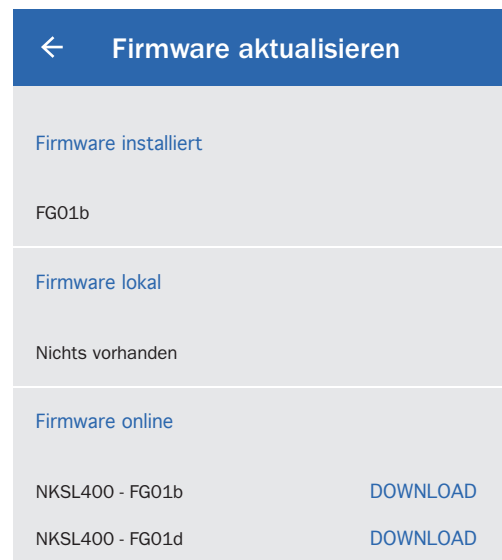 Firmware aktualisieren
Firmware installiert
FG01b
Firmware lokal
Nichts vorhanden
Firmware online
NKSL400 - FG01b DOWNLOAD
NKSL400 - FG01d DOWNLOAD